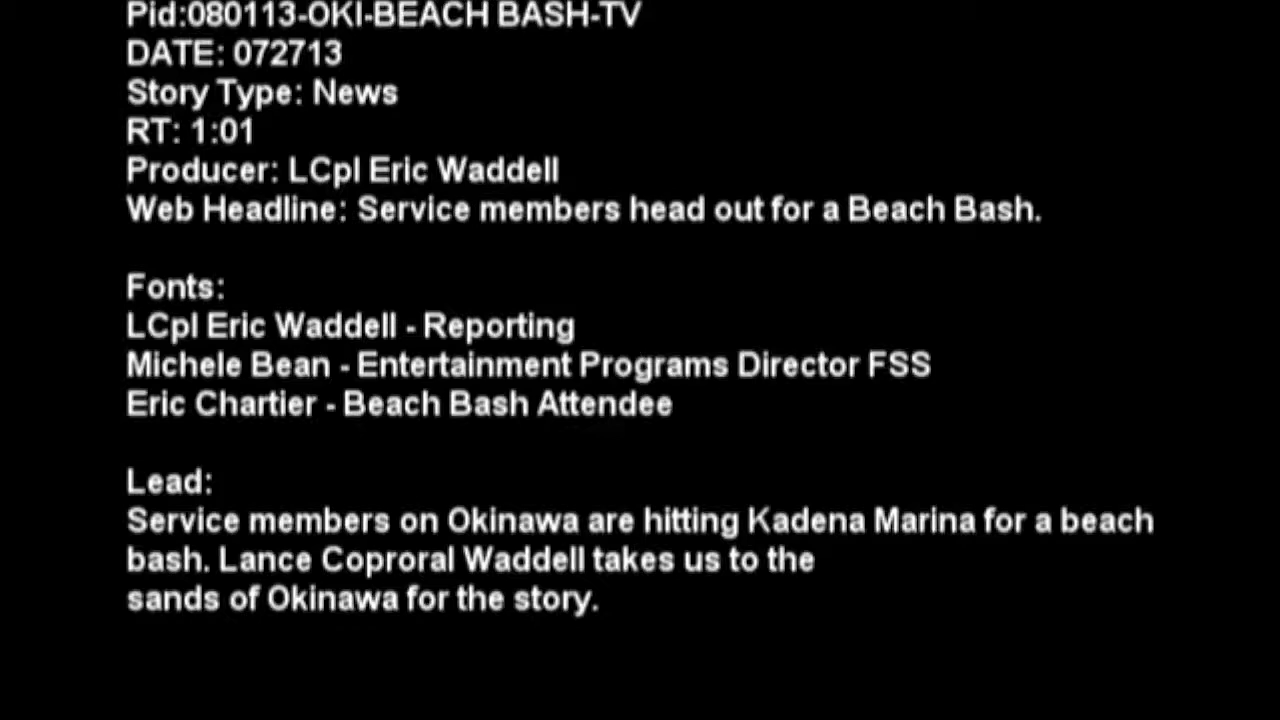 Pid:080113-OKI-BEACH BASH-TV
DATE: 072713
Story Type: News
RT: 1:01
Producer: LCpl Eric Waddell
Web Headline: Service members head out for a Beach Bash.
Fonts:
LCpl Eric Waddell - Reporting
Michele Bean - Entertainment Programs Director FSS
Eric Chartier - Beach Bash Attendee
Lead:
Service members on Okinawa are hitting Kadena Marina for a beach
bash. Lance Coproral Waddell takes us to the
sands of Okinawa for the story.